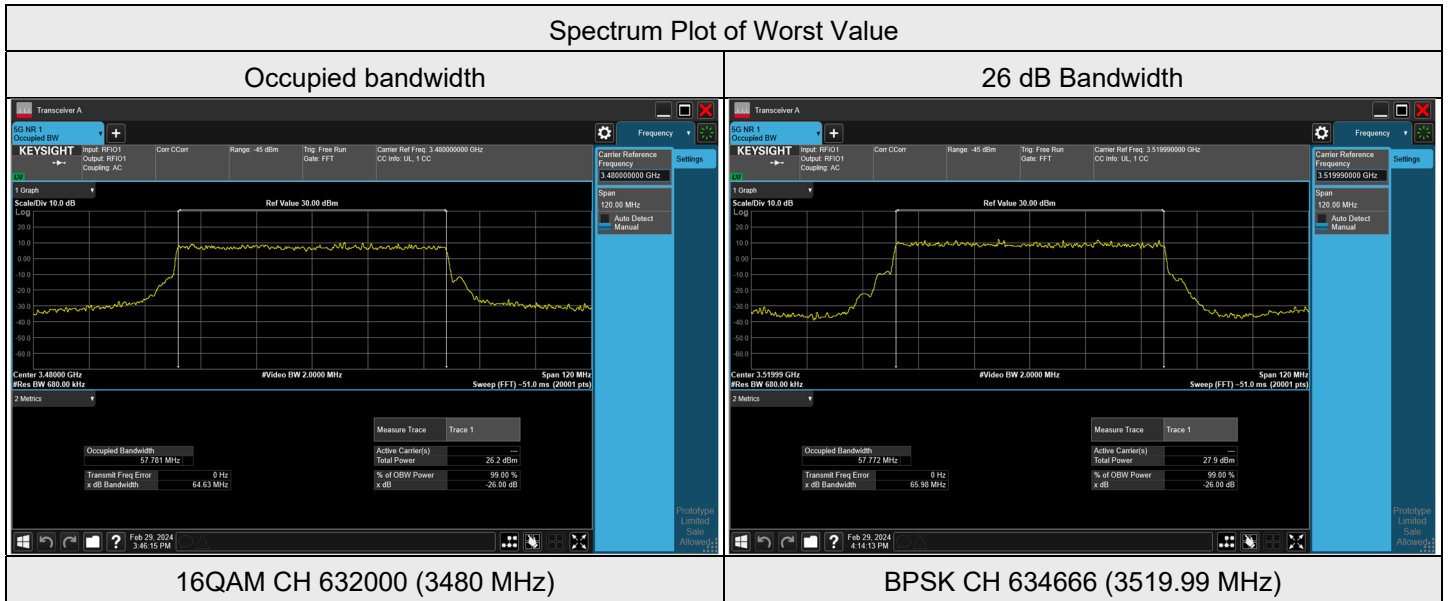 Spectrum Plot of Worst Value
Occupied bandwidth
26 dB Bandwidth
Transceiver A
5G NR 1
Occupied BW
+
Frequency
KEYSIGHT
Input: RFIO1
Output: RFIO1
Coupling: AC
Corr CCorr
Range: -45 dBm
Trig: Free Run
Gate: FFT
Carrier Ref Freq: 3.480000000 GHz
CC Info: UL, 1 CC
LXI
Carrier Reference
Frequency
3.480000000 GHz
Settings
Span
120.00 MHz
Auto Detect
Manual
1 Graph
Scale/Div 10.0 dB
Ref Value 30.00 dBm
Log
20.0
10.0
0.00
-10.0
-20.0
-30.0
-40.0
-50.0
-60.0
Center 3.48000 GHz
#Video BW 2.0000 MHz
Span 120 MHz
#Res BW 680.00 kHz
Sweep (FFT) ~51.0 ms (20001 pts)
2 Metrics
Measure Trace
Trace 1
Occupied Bandwidth
57.781 MHz
Active Carrier(s)
---
Total Power
26.2 dBm
Transmit Freq Error
0 Hz
% of OBW Power
99.00 %
x dB Bandwidth
64.63 MHz
x dB
-26.00 dB
Prototype
Limited
Sale
Allowed
?
Feb 29, 2024
3:46:15 PM
Transceiver A
5G NR 1
Occupied BW
+
Frequency
KEYSIGHT
Input: RFIO1
Output: RFIO1
Coupling: AC
Corr CCorr
Range: -45 dBm
Trig: Free Run
Gate: FFT
Carrier Ref Freq: 3.519990000 GHz
CC Info: UL, 1 CC
LXI
Carrier Reference
Frequency
3.519990000 GHz
Settings
Span
120.00 MHz
Auto Detect
Manual
1 Graph
Scale/Div 10.0 dB
Ref Value 30.00 dBm
Log
20.0
10.0
0.00
-10.0
-20.0
-30.0
-40.0
-50.0
-60.0
Center 3.51999 GHz
#Video BW 2.0000 MHz
Span 120 MHz
#Res BW 680.00 kHz
Sweep (FFT) ~51.0 ms (20001 pts)
2 Metrics
Measure Trace
Trace 1
Occupied Bandwidth
57.772 MHz
Active Carrier(s)
---
Total Power
27.9 dBm
Transmit Freq Error
0 Hz
% of OBW Power
99.00 %
x dB Bandwidth
65.98 MHz
x dB
-26.00 dB
Prototype
Limited
Sale
Allowed
?
Feb 29, 2024
4:14:13 PM
16QAM CH 632000 (3480 MHz)
BPSK CH 634666 (3519.99 MHz)